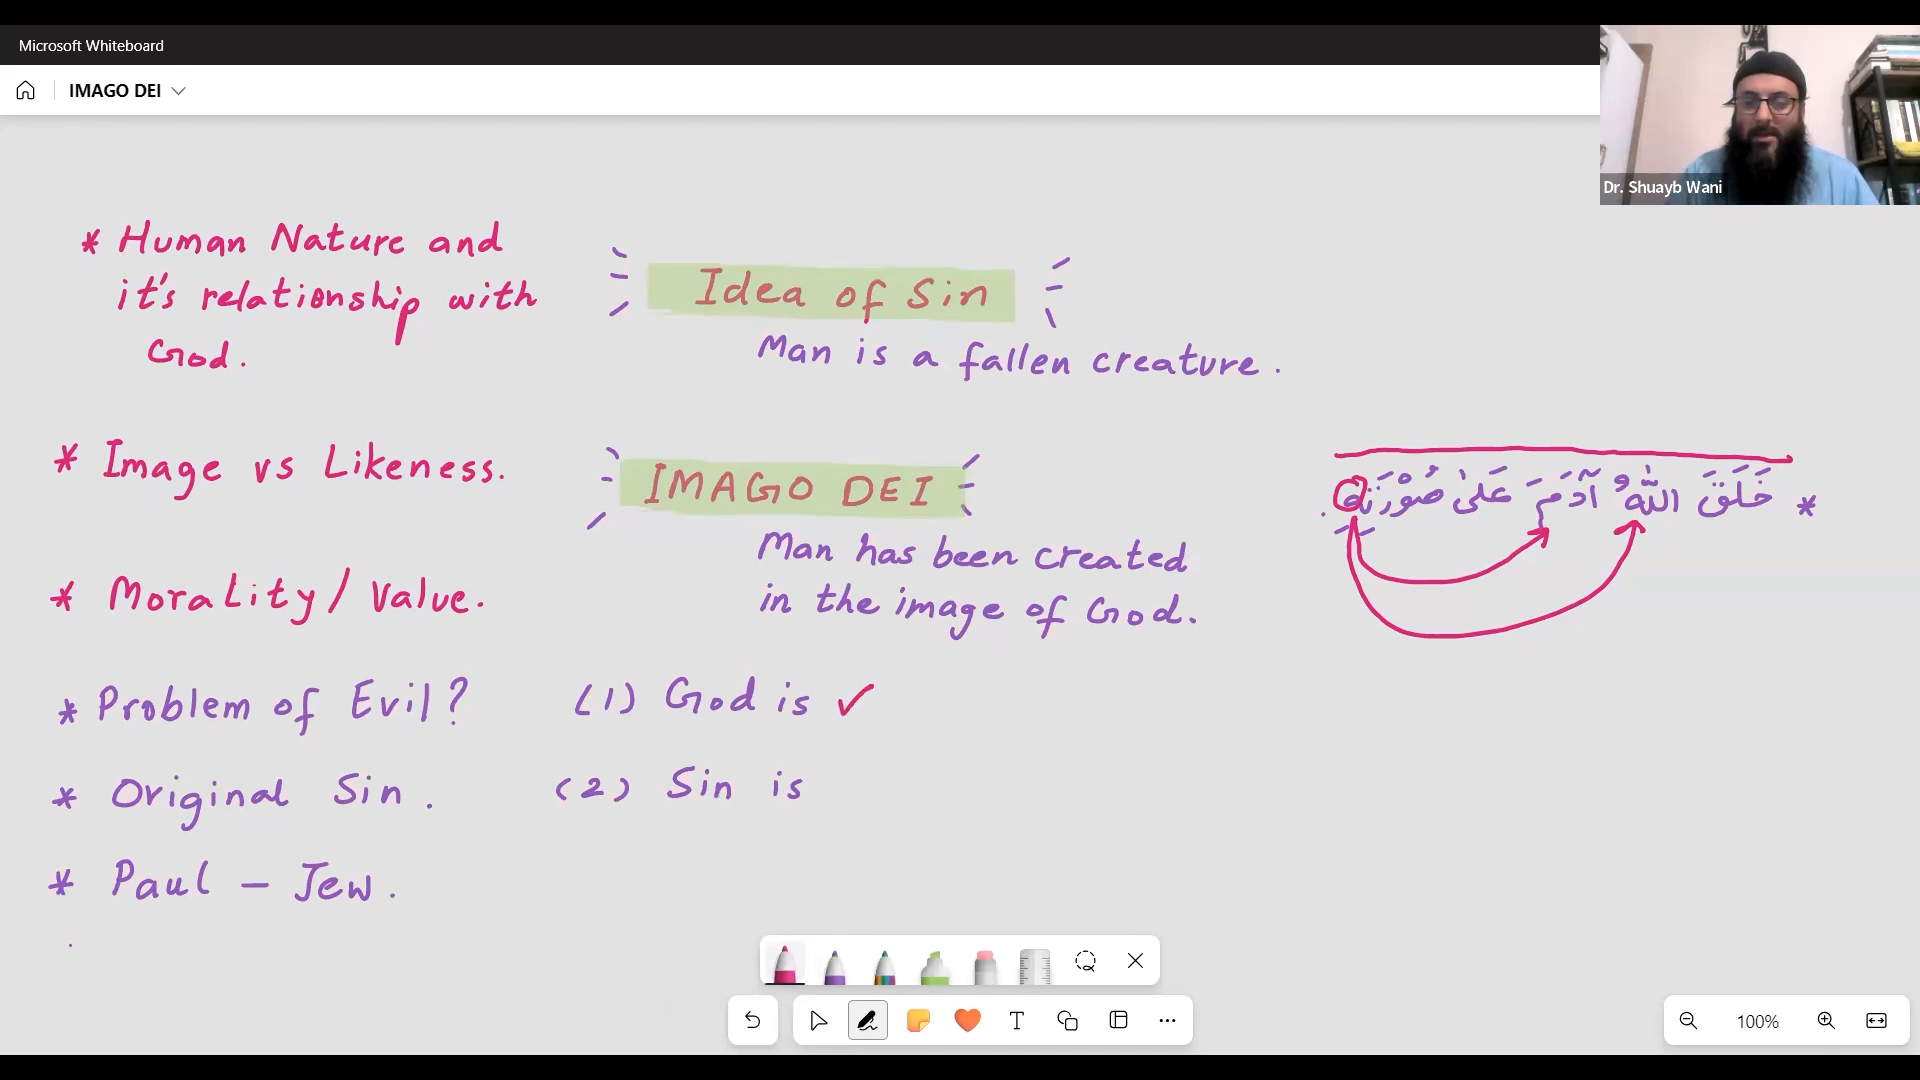 Microsoft Whiteboard
IMAGO DEI
Dr. Shuayb Wani
* Human Nature and
it's relationship with
God.
* Image vs Likeness.
* Morality / Value.
* Problem of Evil?
* Original Sin.
* Paul – Jew.
Idea of Sin
Man is a fallen creature.
IMAGO DEI
Man has been created
in the image of God.
(1) God is ✓
(2) Sin is
* خَلَقَ اللّٰهُ آدَمَ عَلىٰ صُوْرَتِهِ.
100%